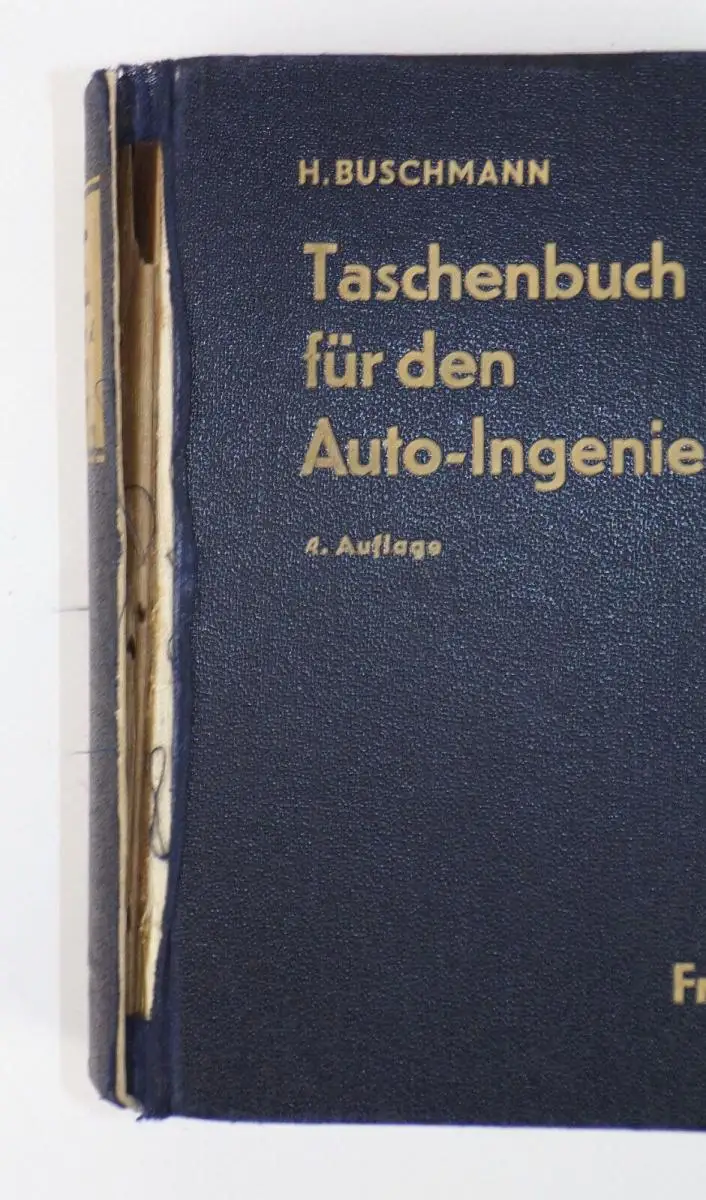 H. BUSCHMANN
Taschenbuch
für den
Auto-Ingenie
4. Auflage
Fr